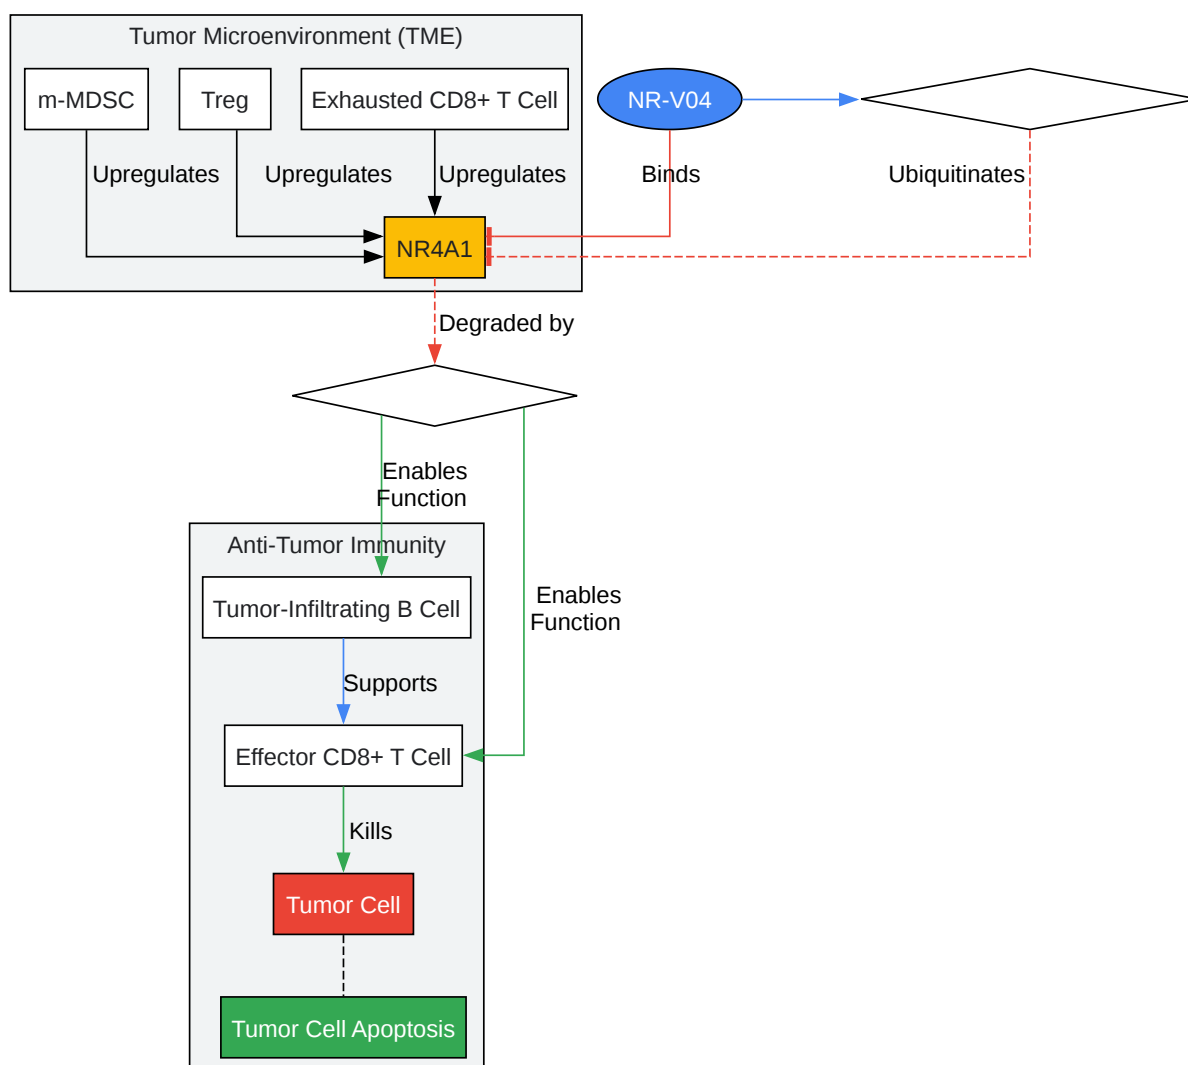 Tumor Microenvironment (TME)
m-MDSC
Treg
Exhausted CD8+ T Cell
NR-V04
Upregulates
Upregulates
Upregulates
Binds
Ubiquitinates
NR4A1
Degraded by
Enables
Function
Anti-Tumor Immunity
Tumor-Infiltrating B Cell
Enables
Function
Supports
Effector CD8+ T Cell
Kills
Tumor Cell
Tumor Cell Apoptosis